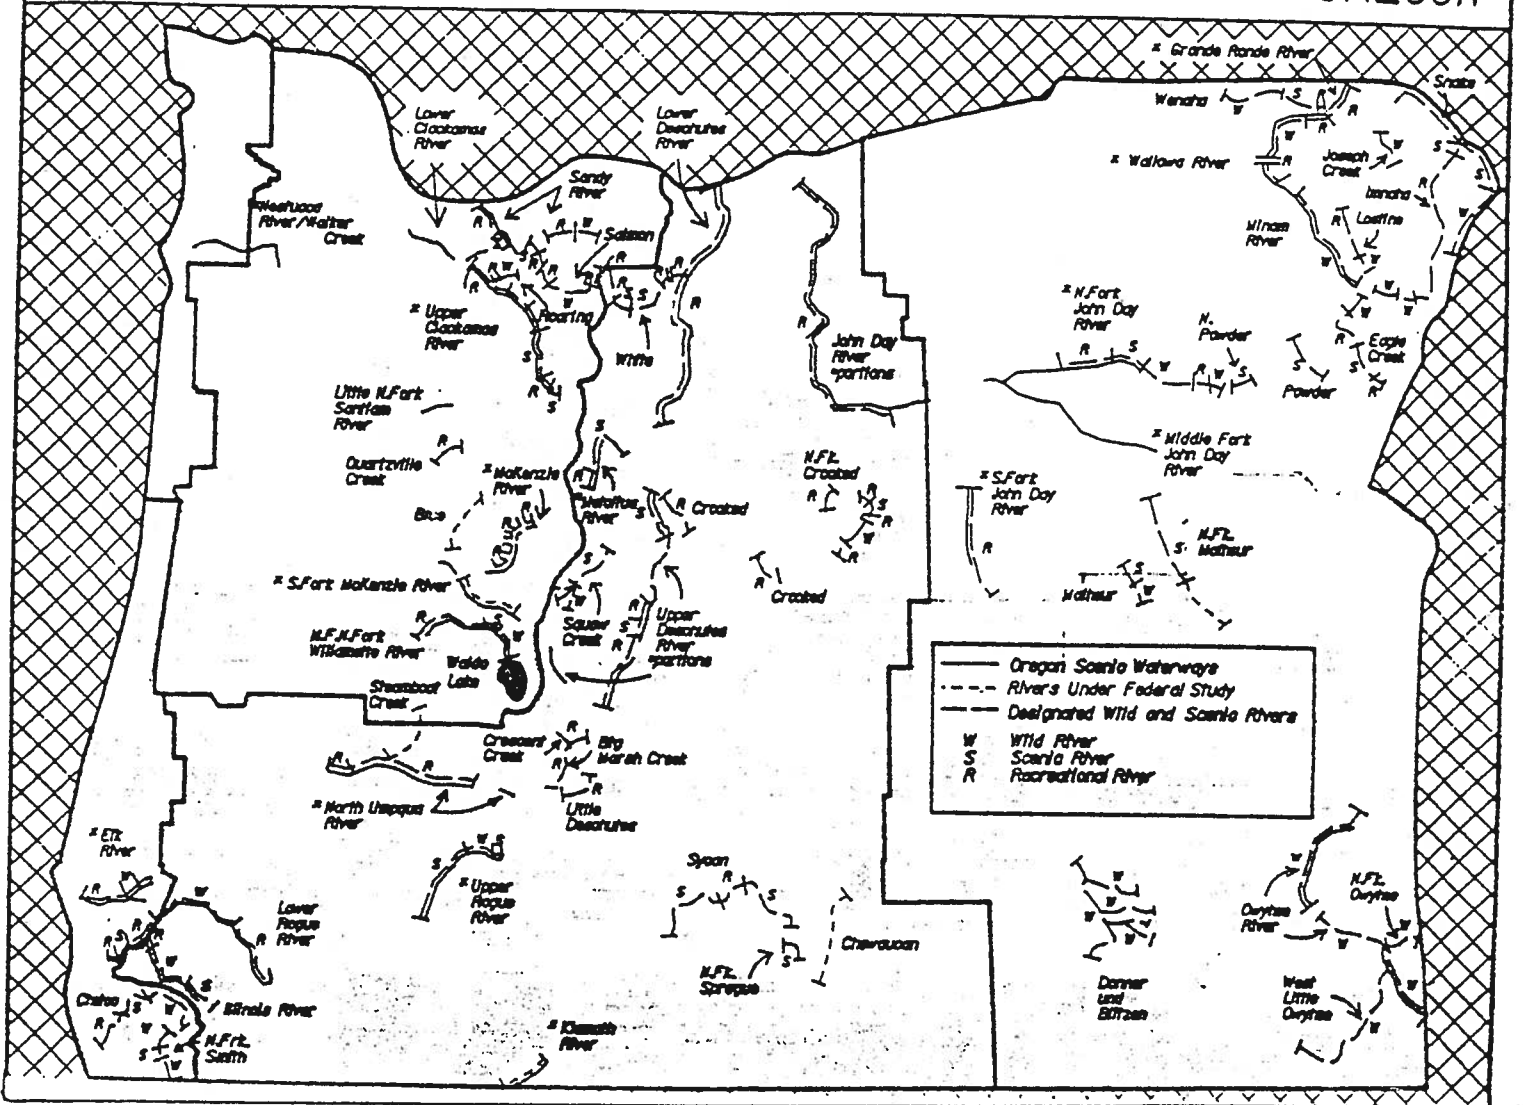 * Grande Ronde River
Snake
Wenaha
W
S
R
W
R
W
R
Lower
Clackamas
River
Lower
Deschutes
River
* Wallowa River
R
Joseph
Creek
W
S
S
Imnaha
R
W
Lostine
R
Minam
River
W
W
W
W
R
Sandy
River
R
R
W
Salmon
River/Walker
Creek
S
R
R
R
W
R
R
R
S
S
W
Roaring
White
R
* Upper
Clackamas
River
S
R
S
R
John Day
River
*portions
* N.Fork
John Day
River
R
S
W
N.
Powder
R
W
S
S
Powder
Eagle
Creek
S
R
Little N.Fork
Santiam
River
Quartzville
Creek
R
* McKenzie
River
R
R
R
S
R
* Metolius
River
S
R
Crooked
N.Fk.
Crooked
R
R
S
R
W
R
* Middle Fork
John Day
River
* S.Fork
John Day
River
R
N.Fk.
Malheur
S
Malheur
S
W
Blue
* S.Fork McKenzie River
S
W
Squaw
Creek
R
S
R
Upper
Deschutes
River
*portions
R
Crooked
R
S
W
N.F.M.Fork
Willamette River
Waldo
Lake
Steamboat
Creek
Oregon Scenic Waterways
Rivers Under Federal Study
Designated Wild and Scenic Rivers
W Wild River
S Scenic River
R Recreational River
Crescent
Creek
R
Big
Marsh Creek
R
R
Little
Deschutes
R
R
* North Umpqua
River
* Elk
River
R
W
W
Lower
Rogue
River
R
S
W
S
* Upper
Rogue
River
Sycan
S
R
S
N.Fk.
Sprague
S
Chewaucan
W
W
W
Donner
und
Blitzen
W
Owyhee
River
W
N.Fk.
Owyhee
W
W
West
Little
Owyhee
W
R
S
R
R
W
S
Illinois River
Chetco
S
W
R
W
S
W
N.Frk.
Smith
* Klamath
River